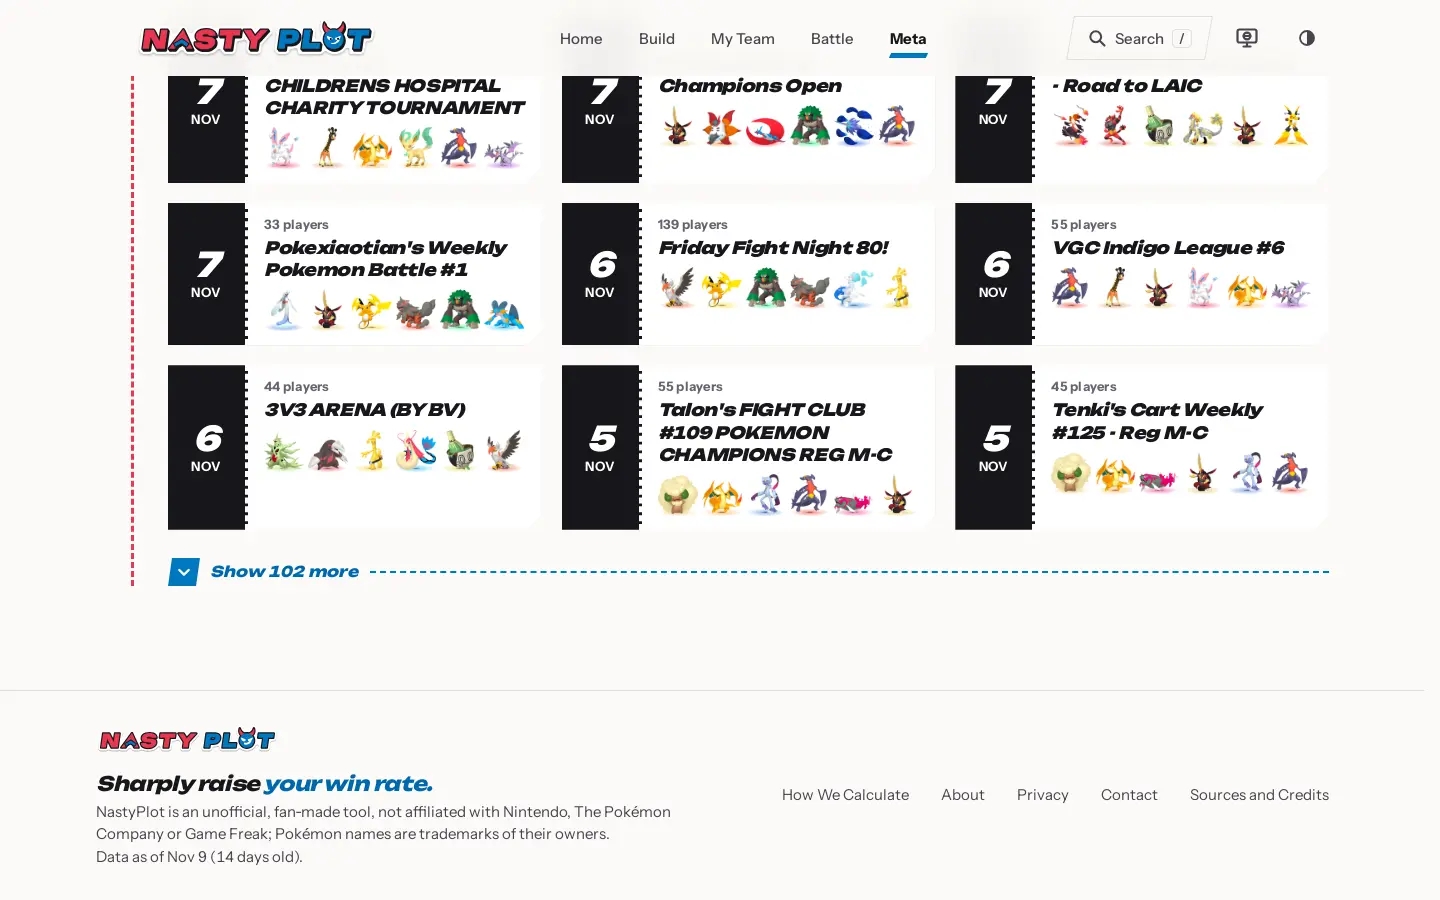 NASTY PLOT
Home
Build
My Team
Battle
Meta
Search /
7
NOV
CHILDRENS HOSPITAL
CHARITY TOURNAMENT
7
NOV
Champions Open
7
NOV
- Road to LAIC
7
NOV
33 players
Pokexiaotian's Weekly
Pokemon Battle #1
6
NOV
139 players
Friday Fight Night 80!
6
NOV
55 players
VGC Indigo League #6
6
NOV
44 players
3V3 ARENA (BY BV)
5
NOV
55 players
Talon's FIGHT CLUB
#109 POKEMON
CHAMPIONS REG M-C
5
NOV
45 players
Tenki's Cart Weekly
#125 - Reg M-C
Show 102 more
NASTY PLOT
Sharply raise your win rate.
NastyPlot is an unofficial, fan-made tool, not affiliated with Nintendo, The Pokémon
Company or Game Freak; Pokémon names are trademarks of their owners.
Data as of Nov 9 (14 days old).
How We Calculate
About
Privacy
Contact
Sources and Credits